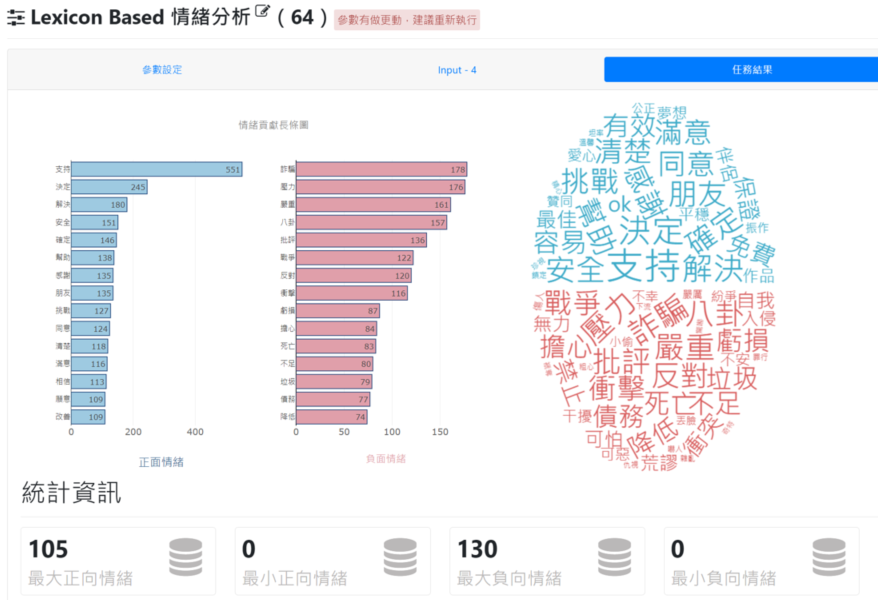 Lexicon Based 情緒分析 ( 64 ) 參數有做更動，建議重新執行
參數設定 Input - 4 任務結果
情緒貢獻長條圖
支持 551
決定 245
解決 180
安全 151
確定 146
幫助 138
感謝 135
朋友 135
挑戰 127
同意 124
清楚 118
滿意 116
相信 113
願意 109
改善 109
0 200 400
正面情緒
詐騙 178
壓力 176
嚴重 161
八卦 157
批評 136
戰爭 122
反對 120
衝擊 116
虧損 87
擔心 84
死亡 83
不足 80
垃圾 79
債務 77
降低 74
0 50 100 150
負面情緒
公正 夢想
有效 滿意
溫馨
愛心 清楚 同意 伴侶
挑戰 感謝 朋友 保證
贊同 ok 平穩
最佳 幫助 決定 確定 振作
容易 免費
安全 支持 解決 作品
戰爭 壓力 不幸 嚴厲 紛爭 自我
無力 詐騙 八卦 入侵
擔心 小偷 嚴重 虧損
批評 不安
禁止 衝擊 反對 垃圾
死亡 不足
干擾 債務 丟臉
可怕 降低 衝突
可惡 荒謬
仇視
統計資訊
105 0 130 0
最大正向情緒 最小正向情緒 最大負向情緒 最小負向情緒